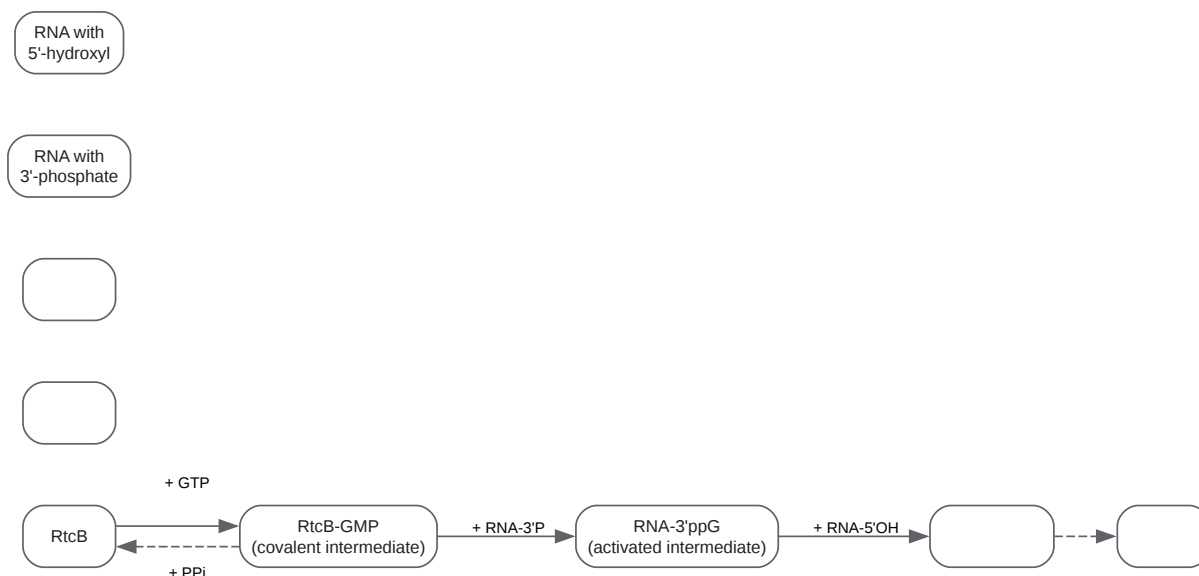 RNA with
5'-hydroxyl
RNA with
3'-phosphate
+ GTP
RtcB
RtcB-GMP
(covalent intermediate)
+ RNA-3'P
RNA-3'ppG
(activated intermediate)
+ RNA-5'OH
+ PPi